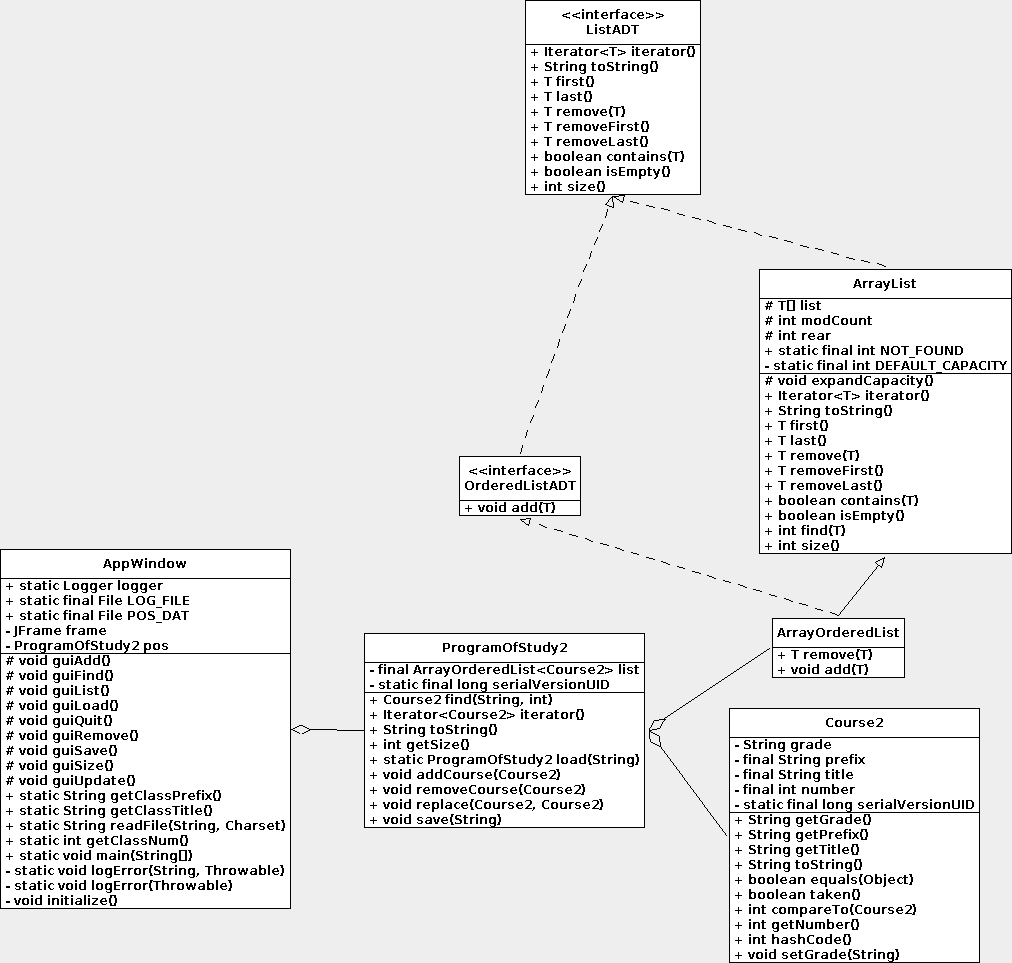 <<interface>>
ListADT
+ Iterator<T> iterator()
+ String toString()
+ T first()
+ T last()
+ T remove(T)
+ T removeFirst()
+ T removeLast()
+ boolean contains(T)
+ boolean isEmpty()
+ int size()
ArrayList
# T[] list
# int modCount
# int rear
+ static final int NOT_FOUND
- static final int DEFAULT_CAPACITY
# void expandCapacity()
+ Iterator<T> iterator()
+ String toString()
+ T first()
+ T last()
+ T remove(T)
+ T removeFirst()
+ T removeLast()
+ boolean contains(T)
+ boolean isEmpty()
+ int find(T)
+ int size()
<<interface>>
OrderedListADT
+ void add(T)
AppWindow
+ static Logger logger
+ static final File LOG_FILE
+ static final File POS_DAT
- JFrame frame
- ProgramOfStudy2 pos
# void guiAdd()
# void guiFind()
# void guiList()
# void guiLoad()
# void guiQuit()
# void guiRemove()
# void guiSave()
# void guiSize()
# void guiUpdate()
+ static String getClassPrefix()
+ static String getClassTitle()
+ static String readFile(String, Charset)
+ static int getClassNum()
+ static void main(String[])
- static void logError(String, Throwable)
- static void logError(Throwable)
- void initialize()
ProgramOfStudy2
- final ArrayOrderedList<Course2> list
- static final long serialVersionUID
+ Course2 find(String, int)
+ Iterator<Course2> iterator()
+ String toString()
+ int getSize()
+ static ProgramOfStudy2 load(String)
+ void addCourse(Course2)
+ void removeCourse(Course2)
+ void replace(Course2, Course2)
+ void save(String)
ArrayOrderedList
+ T remove(T)
+ void add(T)
Course2
- String grade
- final String prefix
- final String title
- final int number
- static final long serialVersionUID
+ String getGrade()
+ String getPrefix()
+ String getTitle()
+ String toString()
+ boolean equals(Object)
+ boolean taken()
+ int compareTo(Course2)
+ int getNumber()
+ int hashCode()
+ void setGrade(String)